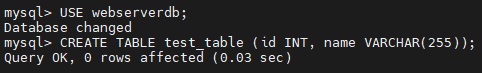 mysql> USE webserverdb;
Database changed
mysql> CREATE TABLE test_table (id INT, name VARCHAR(255));
Query OK, 0 rows affected (0.03 sec)